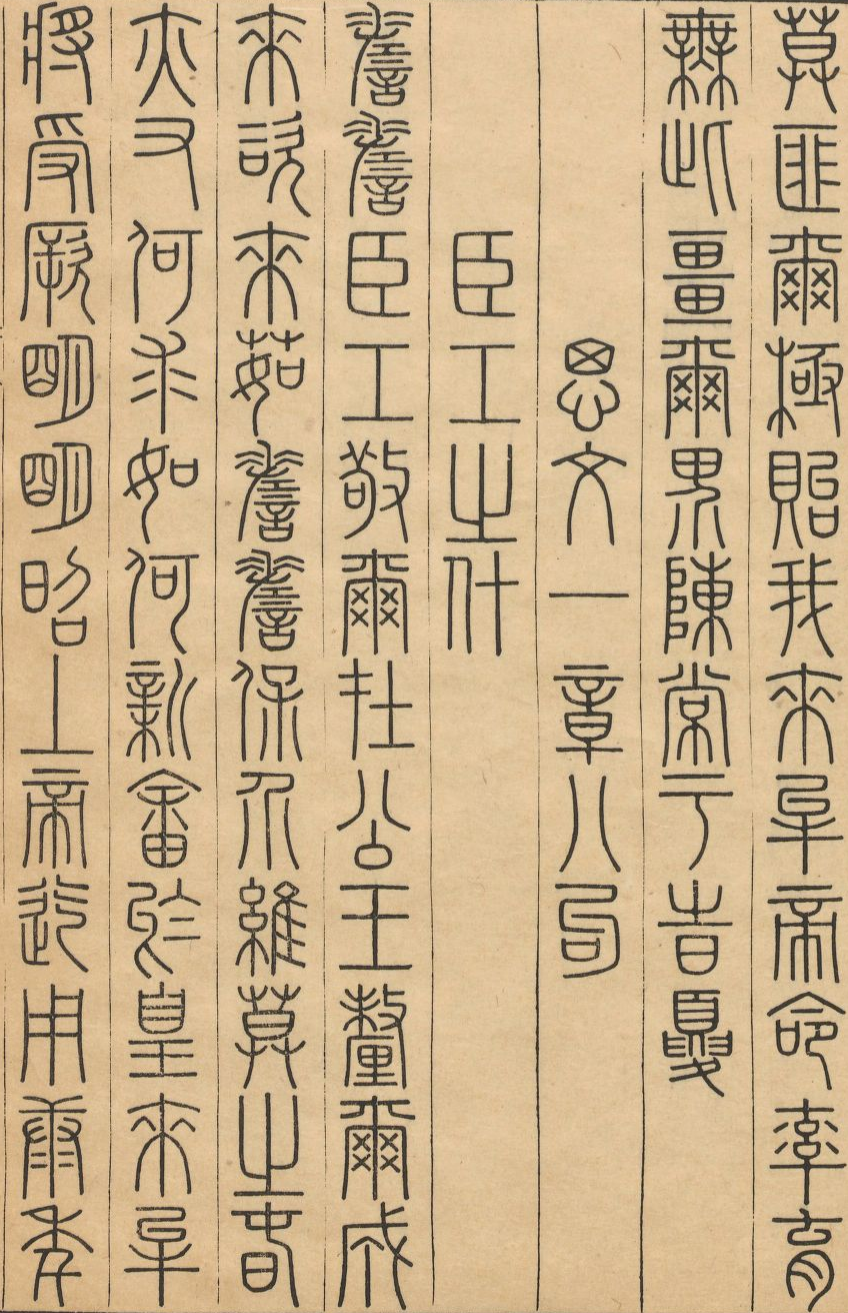 莫匪爾極貽我來牟帝命率育
無此疆爾界陳常于時夏
思文一章八句
臣工之什
嗟嗟臣工敬爾在公王釐爾成
來咨來茹嗟嗟保介維莫之春
亦又何求如何新畬於皇來牟
將受厥明明昭上帝迄用康年